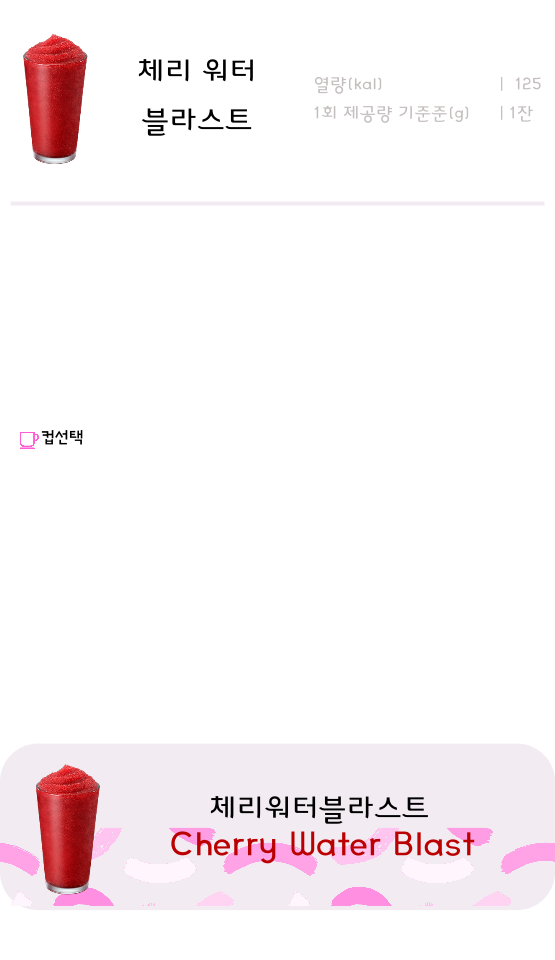 체리 워터
블라스트
열량(kal) | 125
1회 제공량 기준준(g) | 1잔
컵선택
체리워터블라스트
Cherry Water Blast